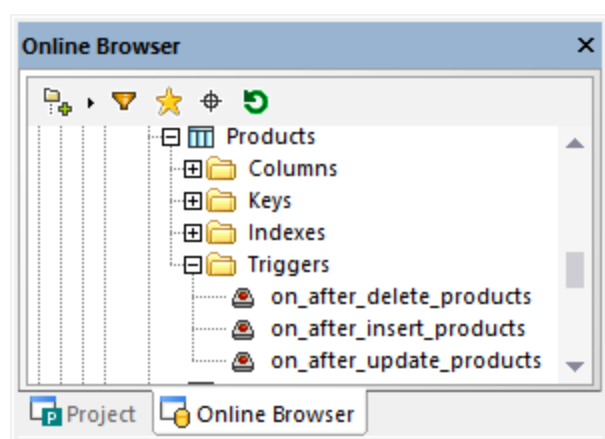 Online Browser
Products
Columns
Keys
Indexes
Triggers
on_after_delete_products
on_after_insert_products
on_after_update_products
Project
Online Browser